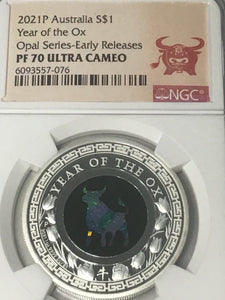 2021P Australia S$1
Year of the Ox
Opal Series-Early Releases
PF 70 ULTRA CAMEO
6093557-076
NGC
YEAR OF THE OX
牛